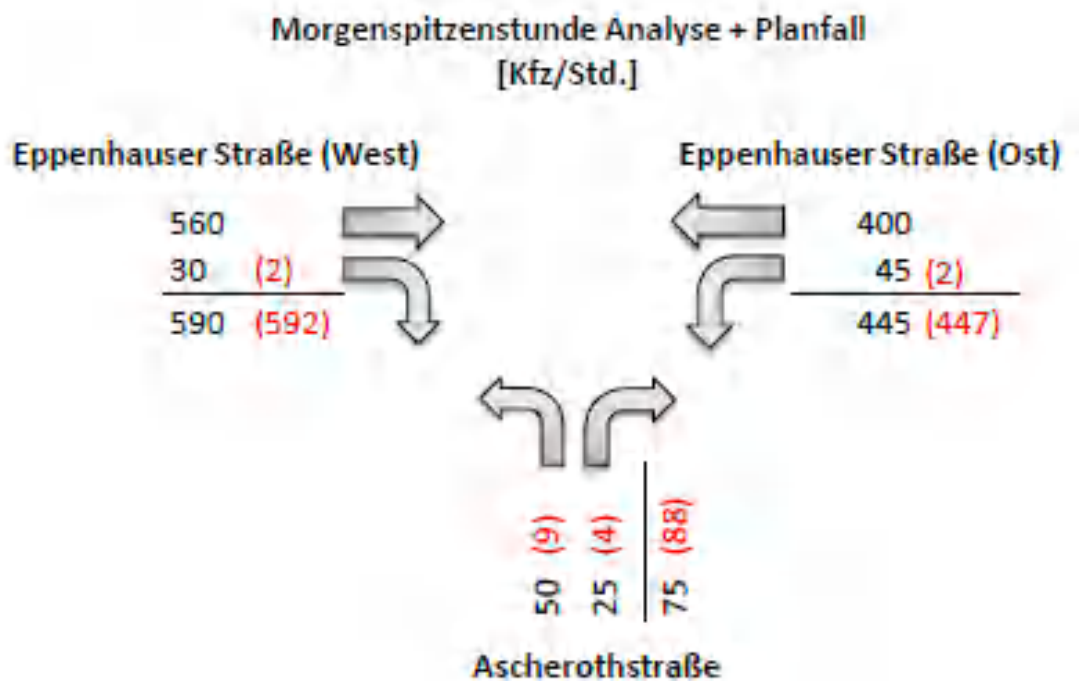 Morgenspitzenstunde Analyse + Planfall
[Kfz/Std.]
Eppenhauser Straße (West)
Eppenhauser Straße (Ost)
560
400
30 (2)
45 (2)
590 (592)
445 (447)
50 (9)
25 (4)
75 (88)
Ascherothstraße